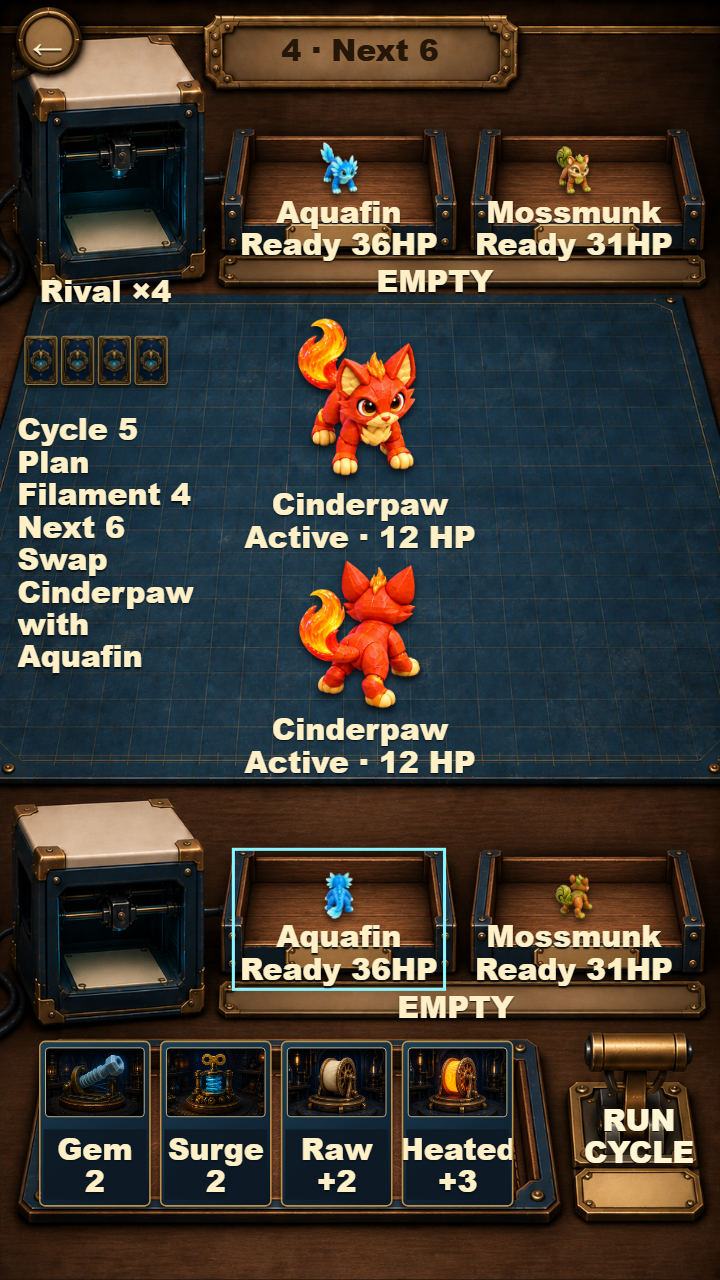 ←
4 · Next 6
Aquafin
Ready 36HP
Mossmunk
Ready 31HP
EMPTY
Rival ×4
Cycle 5
Plan
Filament 4
Next 6
Swap
Cinderpaw
with
Aquafin
Cinderpaw
Active · 12 HP
Cinderpaw
Active · 12 HP
Aquafin
Ready 36HP
Mossmunk
Ready 31HP
EMPTY
Gem
2
Surge
2
Raw
+2
Heated
+3
RUN
CYCLE